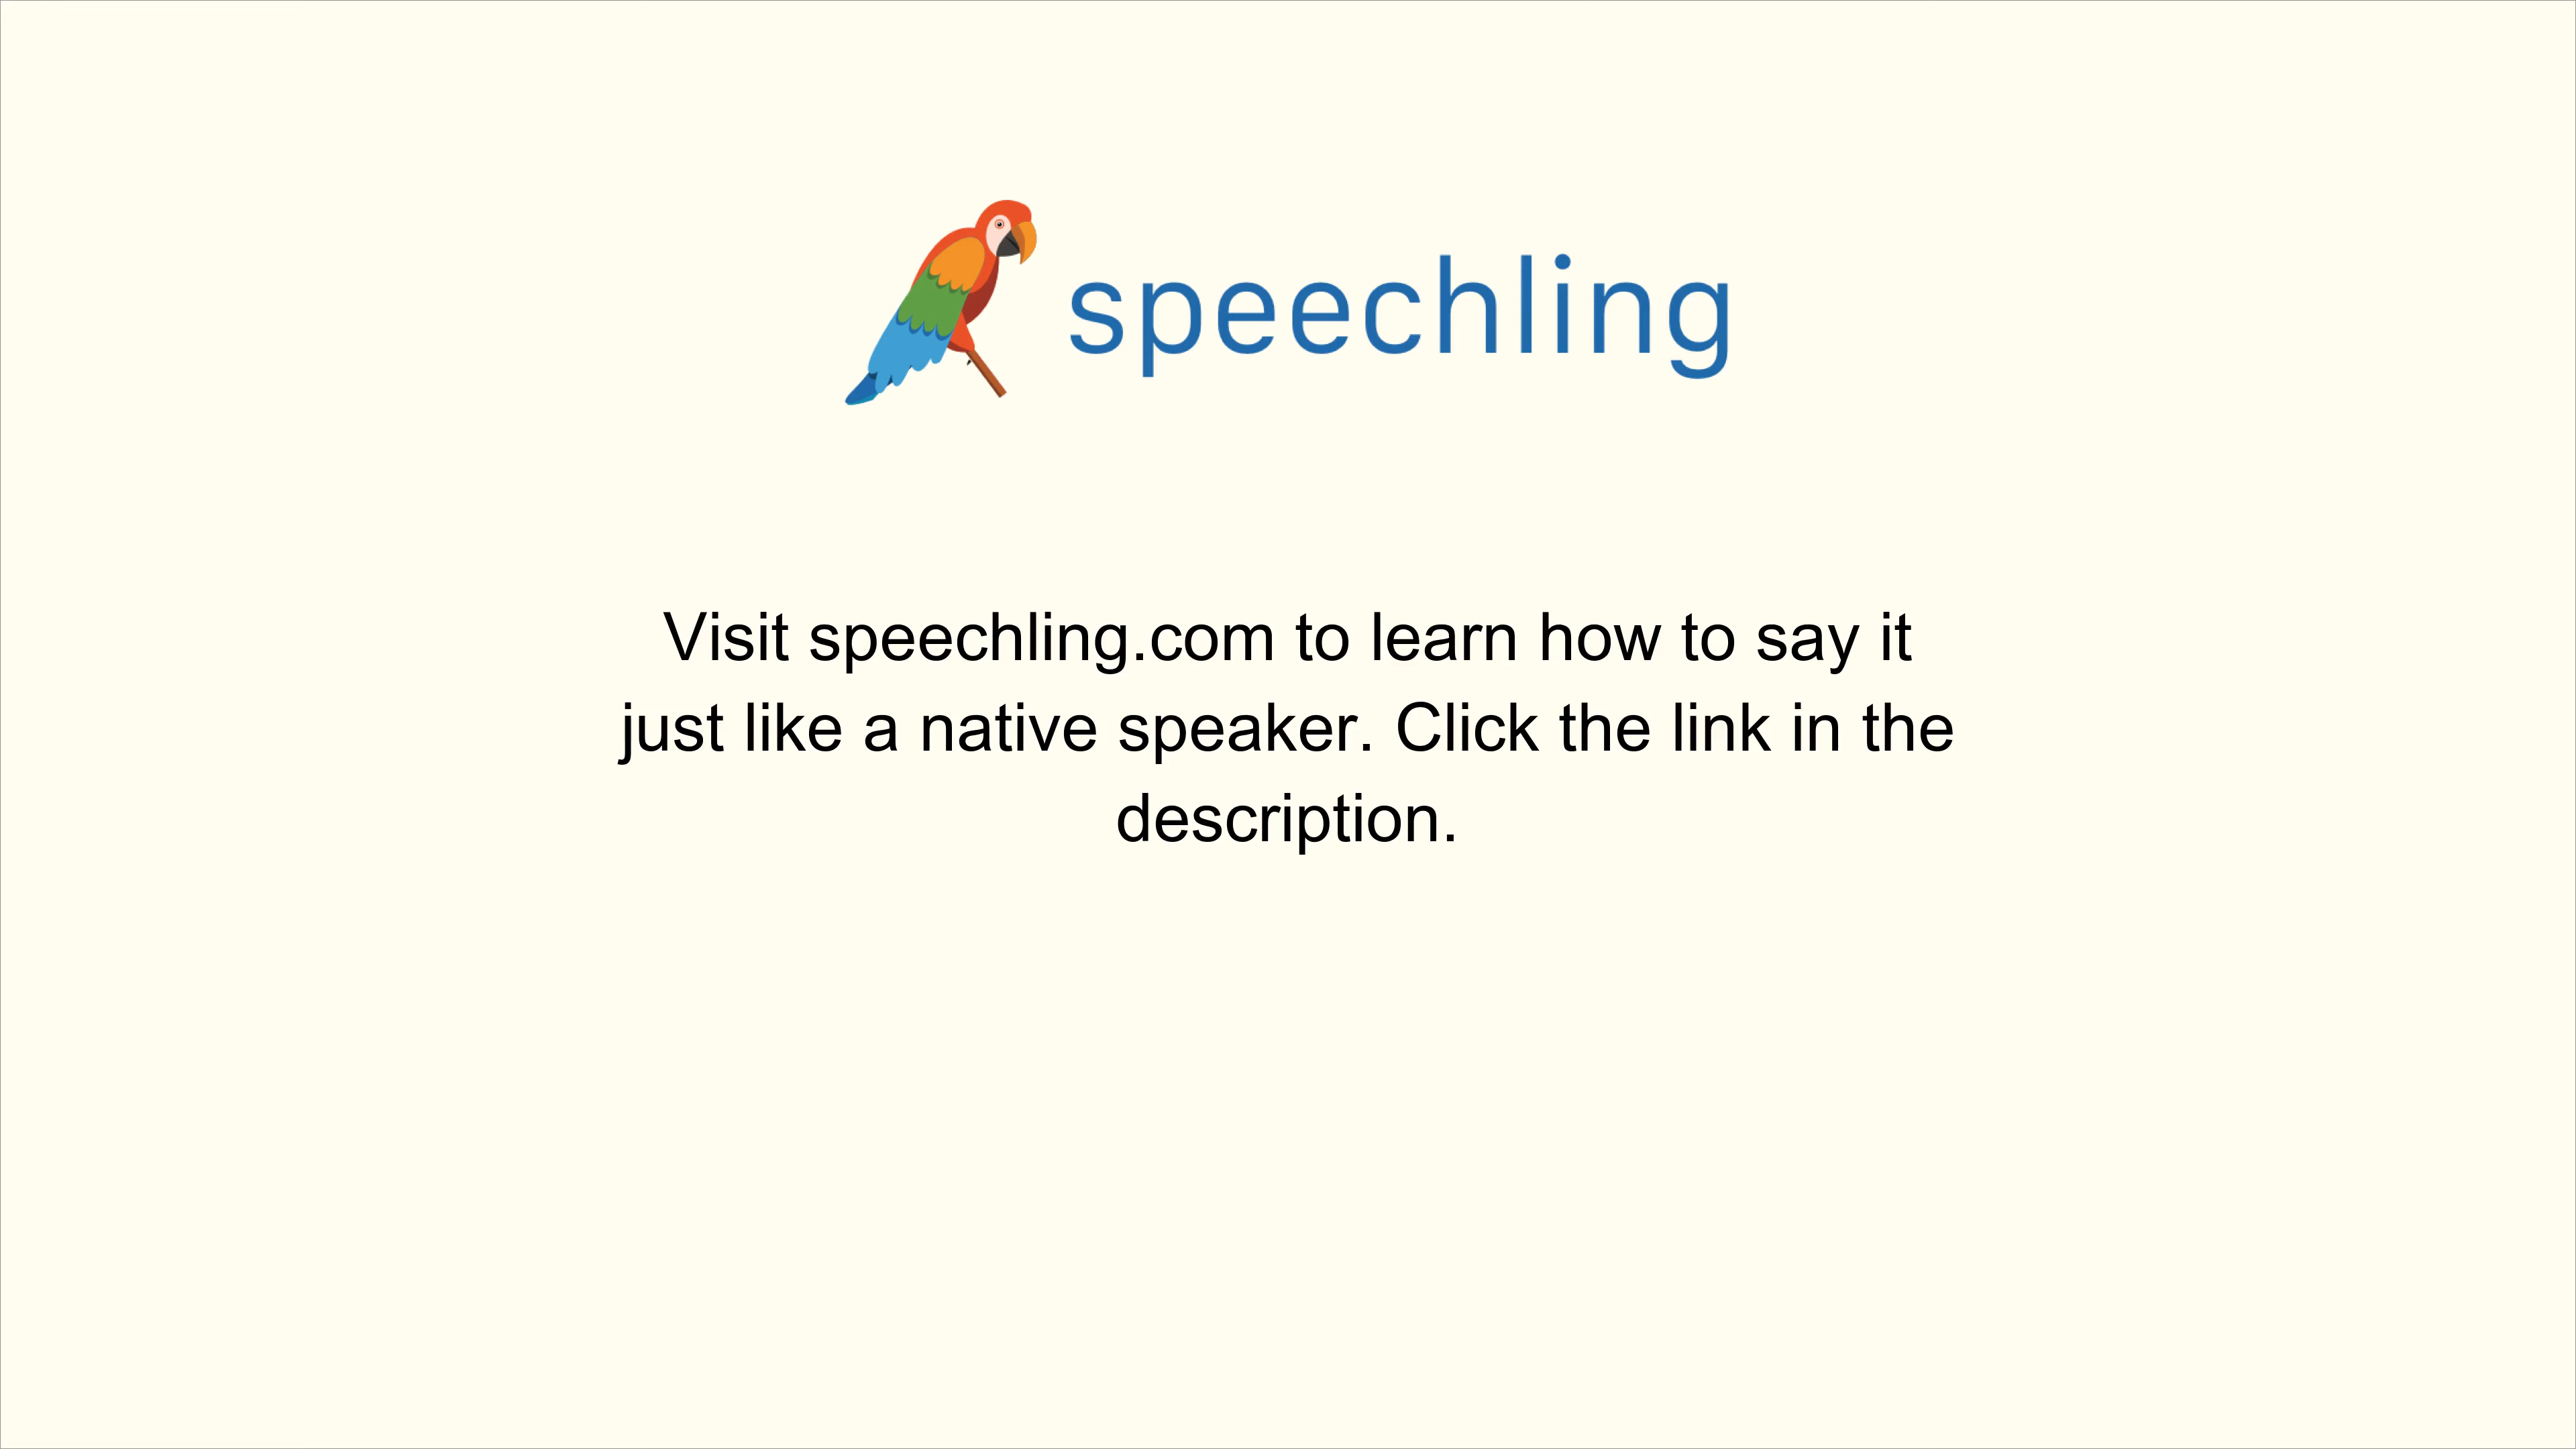 speechling
Visit speechling.com to learn how to say it
just like a native speaker. Click the link in the
description.